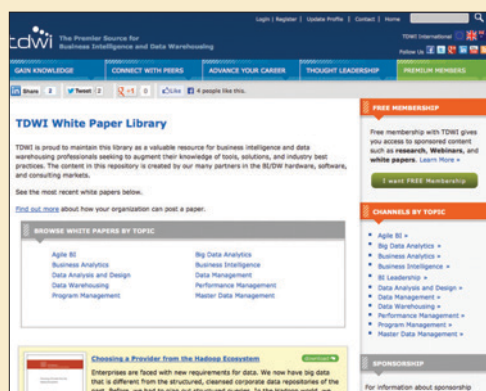 Login | Register | Update Profile | Contact | Home
tdwi
The Premier Source for
Business Intelligence and Data Warehousing
TDWI International
Follow Us
GAIN KNOWLEDGE
CONNECT WITH PEERS
ADVANCE YOUR CAREER
THOUGHT LEADERSHIP
PREMIUM MEMBERS
Share 3
Tweet 2
+1 0
Like
4 people like this.
TDWI White Paper Library
TDWI is proud to maintain this library as a valuable resource for business intelligence and data
warehousing professionals seeking to augment their knowledge of tools, solutions, and industry best
practices. The content in this repository is created by our many partners in the BI/DW hardware, software,
and consulting markets.
See the most recent white papers below.
Find out more about how your organization can post a paper.
BROWSE WHITE PAPERS BY TOPIC
Agile BI
Business Analytics
Data Analysis and Design
Data Warehousing
Program Management
Big Data Analytics
Business Intelligence
Data Management
Performance Management
Master Data Management
Choosing a Provider from the Hadoop Ecosystem
download
Enterprises are faced with new requirements for data. We now have big data
that is different from the structured, cleansed corporate data repositories of the
FREE MEMBERSHIP
Free membership with TDWI gives
you access to sponsored content
such as research, Webinars, and
white papers. Learn More »
I want FREE Membership
CHANNELS BY TOPIC
Agile BI »
Big Data Analytics »
Business Analytics »
Business Intelligence »
BI Leadership »
Data Analysis and Design »
Data Management »
Data Warehousing »
Performance Management »
Program Management »
Master Data Management »
SPONSORSHIP
For information about sponsorship